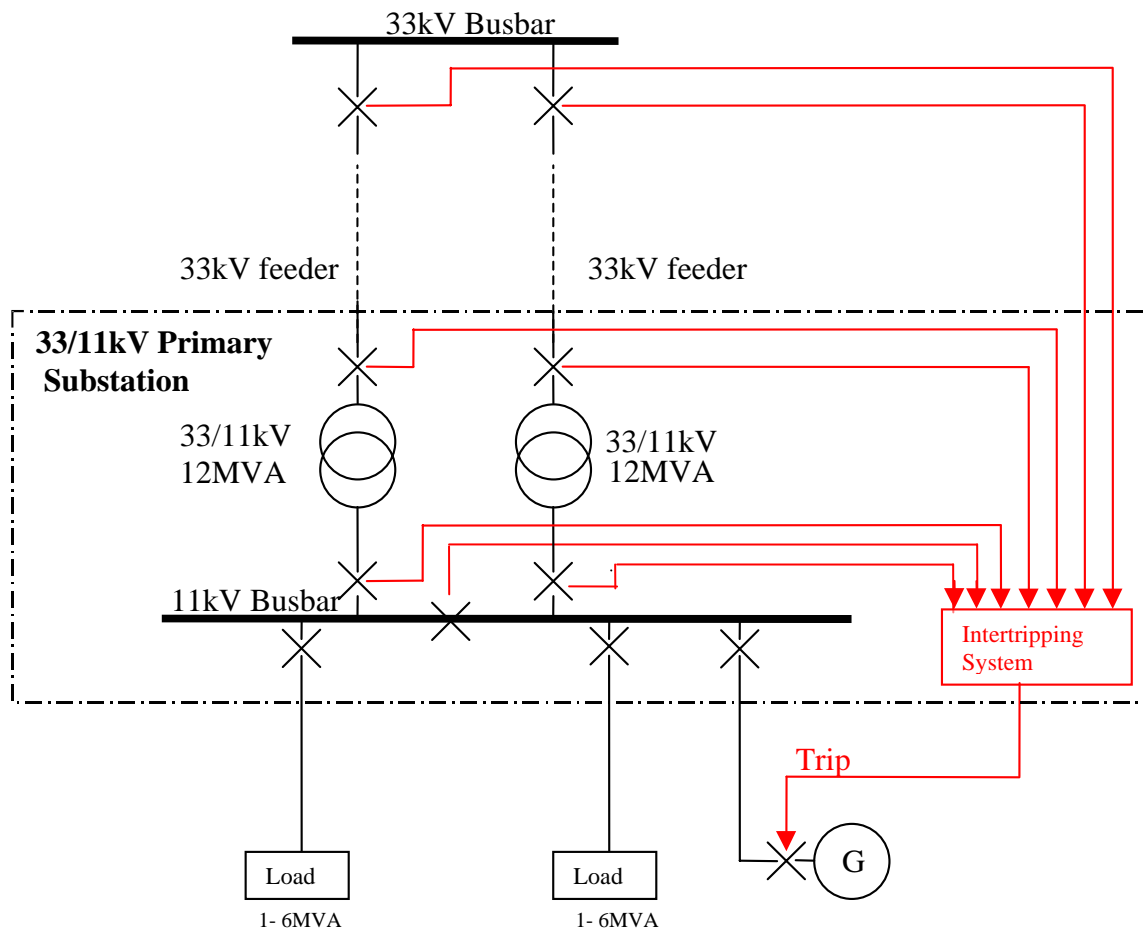 33kV Busbar
33kV feeder
33kV feeder
33/11kV Primary
Substation
33/11kV
12MVA
33/11kV
12MVA
11kV Busbar
Intertripping
System
Trip
G
Load
1- 6MVA
Load
1- 6MVA